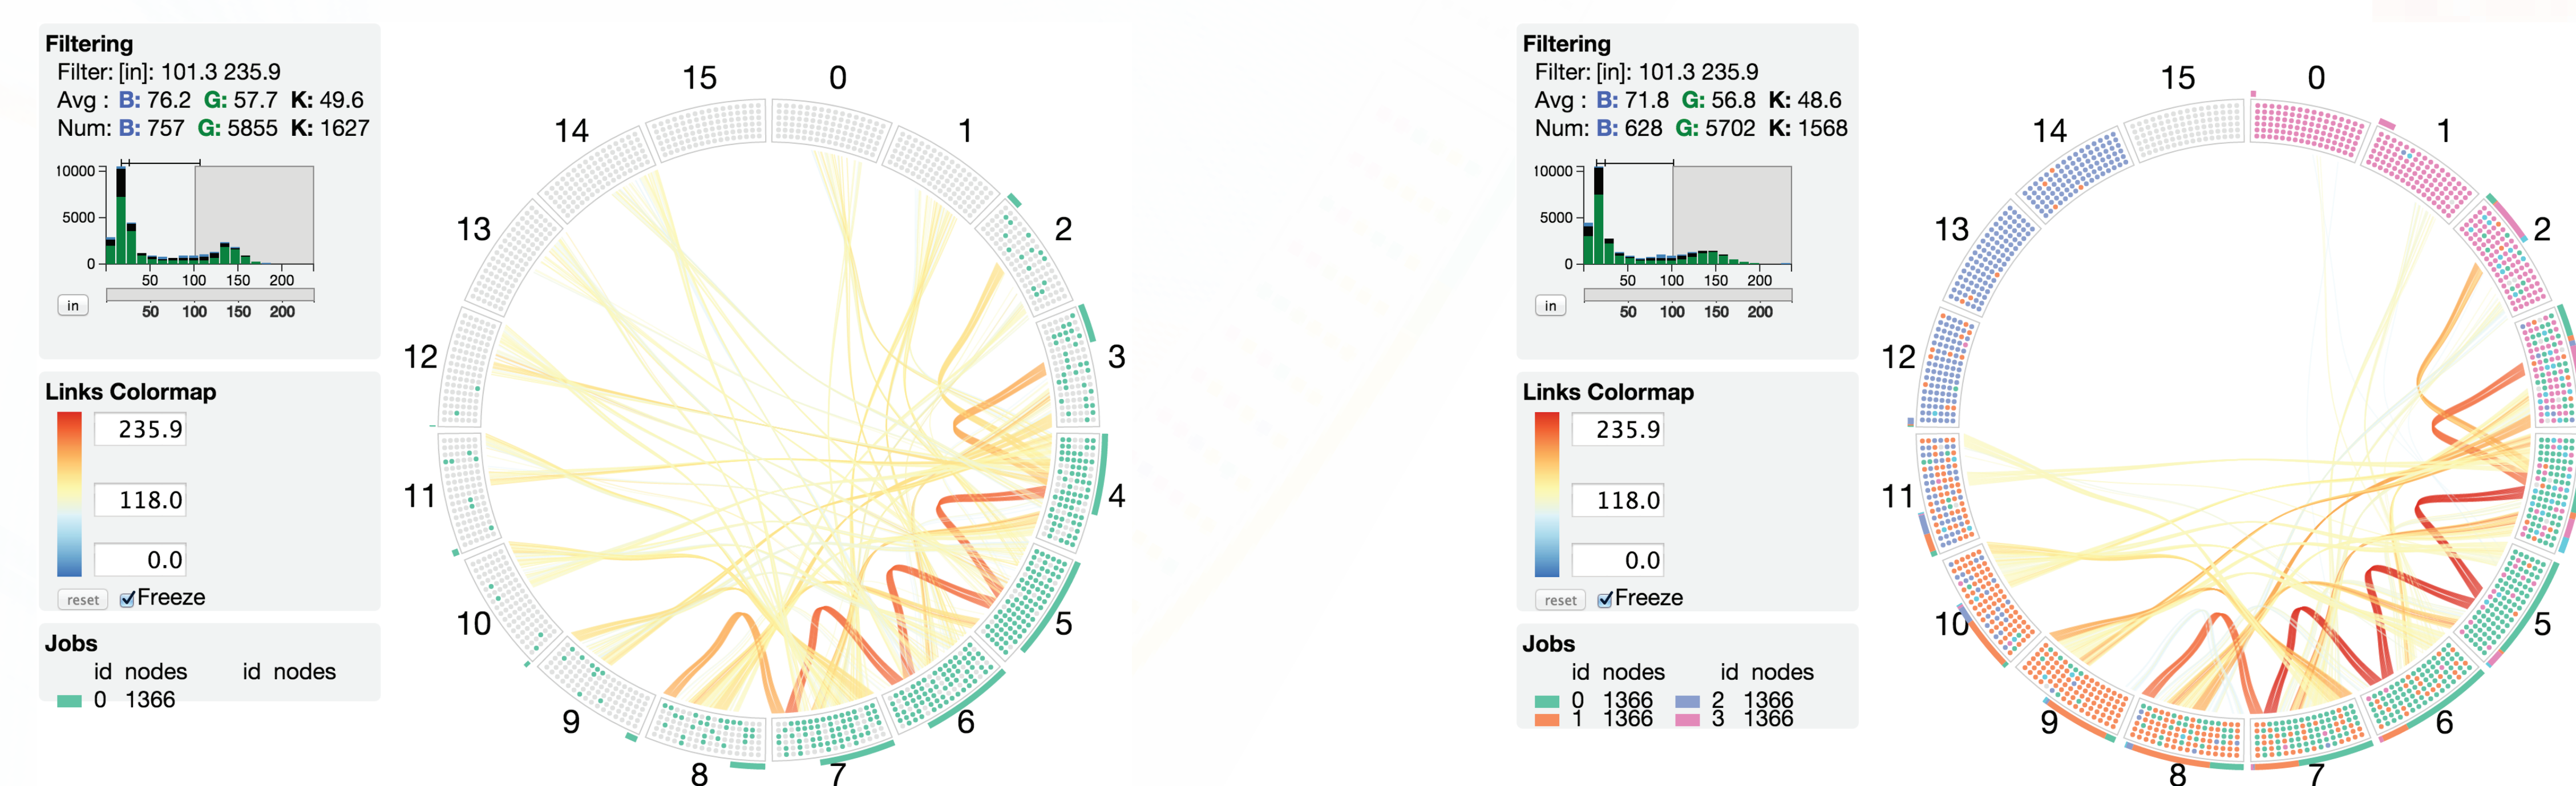 Filtering
Filter: [in]: 101.3 235.9
Avg : B: 76.2 G: 57.7 K: 49.6
Num: B: 757 G: 5855 K: 1627
10000
5000
0
50 100 150 200
in
50 100 150 200
Links Colormap
235.9
118.0
0.0
reset Freeze
Jobs
id nodes id nodes
0 1366
15 0
14 1
13 2
12 3
11 4
10 5
9 6
8 7
Filtering
Filter: [in]: 101.3 235.9
Avg : B: 71.8 G: 56.8 K: 48.6
Num: B: 628 G: 5702 K: 1568
10000
5000
0
50 100 150 200
in
50 100 150 200
Links Colormap
235.9
118.0
0.0
reset Freeze
Jobs
id nodes id nodes
0 1366 2 1366
1 1366 3 1366
15 0
14 1
13 2
12
11
10 5
9 6
8 7